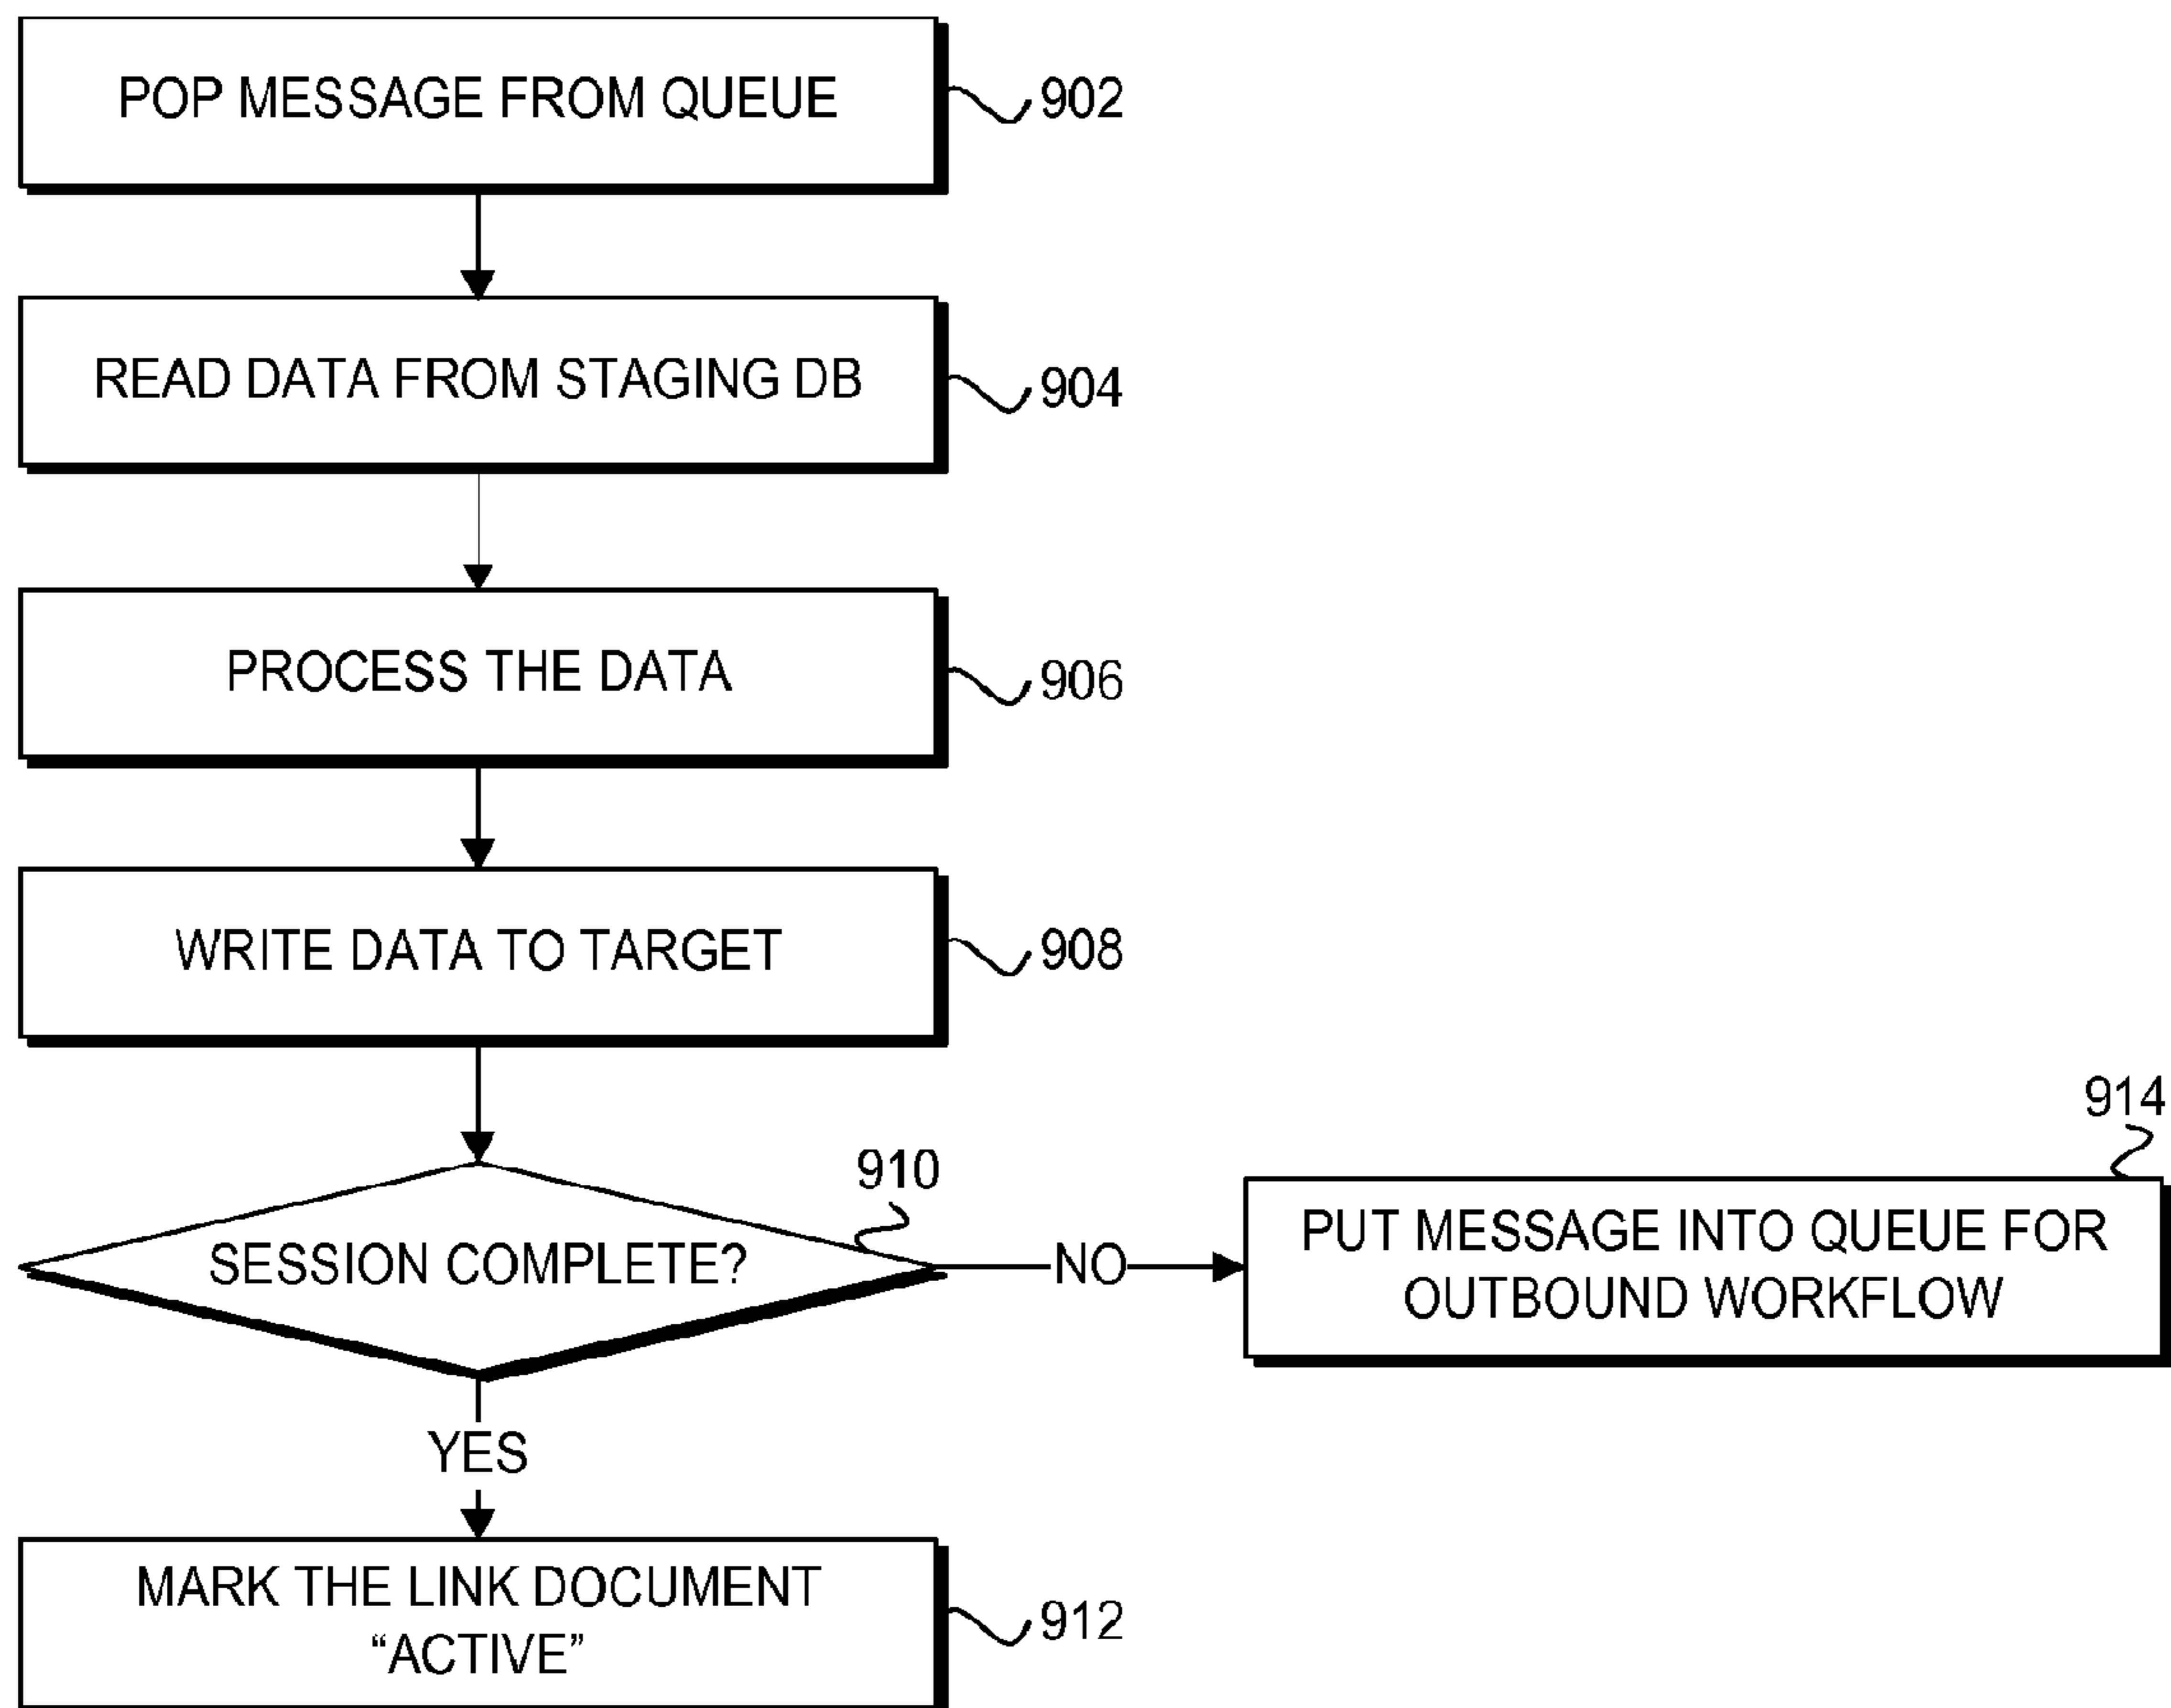 POP MESSAGE FROM QUEUE
902
READ DATA FROM STAGING DB
904
PROCESS THE DATA
906
WRITE DATA TO TARGET
908
910
SESSION COMPLETE?
NO
914
PUT MESSAGE INTO QUEUE FOR
OUTBOUND WORKFLOW
YES
MARK THE LINK DOCUMENT
“ACTIVE”
912